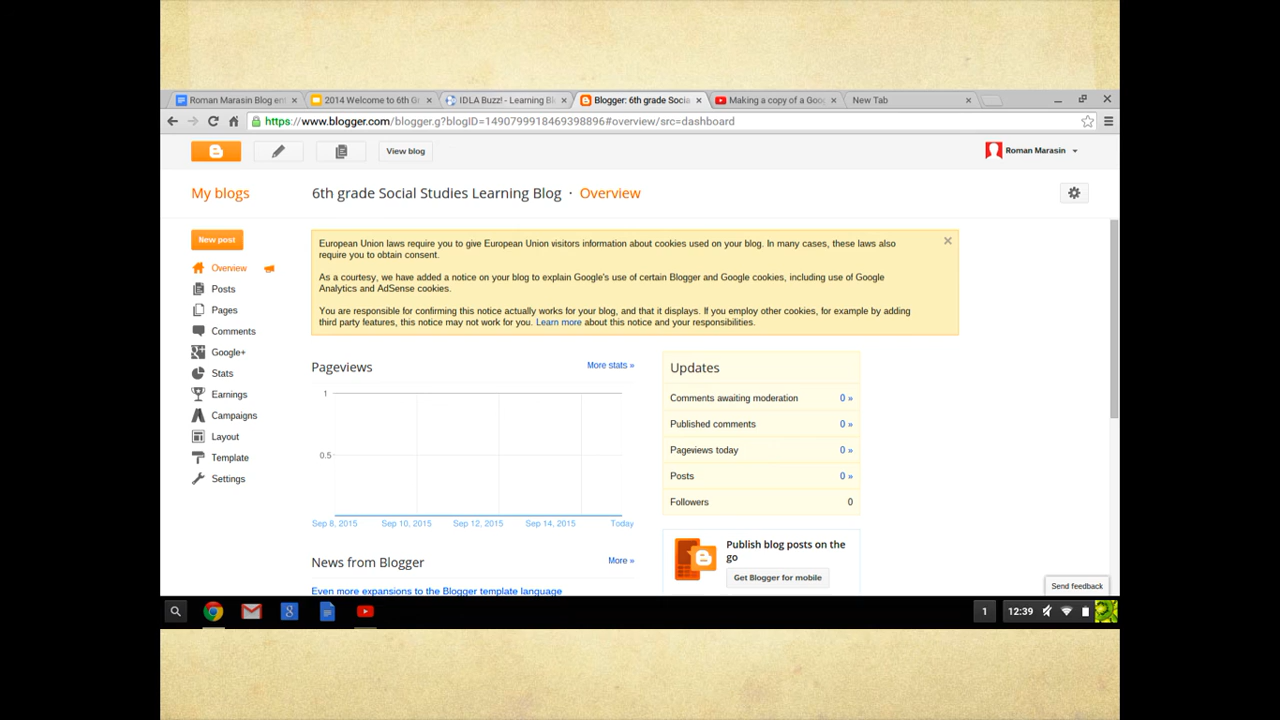 Roman Marasin Blog en
2014 Welcome to 6th G
IDLA Buzz! - Learning Bl
Blogger: 6th grade Socia
Making a copy of a Goo
New Tab
https://www.blogger.com/blogger.g?blogID=1490799918469398896#overview/src=dashboard
View blog
Roman Marasin
My blogs
6th grade Social Studies Learning Blog · Overview
New post
Overview
Posts
Pages
Comments
Google+
Stats
Earnings
Campaigns
Layout
Template
Settings
European Union laws require you to give European Union visitors information about cookies used on your blog. In many cases, these laws also
require you to obtain consent.
As a courtesy, we have added a notice on your blog to explain Google's use of certain Blogger and Google cookies, including use of Google
Analytics and AdSense cookies.
You are responsible for confirming this notice actually works for your blog, and that it displays. If you employ other cookies, for example by adding
third party features, this notice may not work for you. Learn more about this notice and your responsibilities.
Pageviews
More stats »
1
0.5
Sep 8, 2015 Sep 10, 2015 Sep 12, 2015 Sep 14, 2015 Today
News from Blogger
More »
Even more expansions to the Blogger template language
Updates
Comments awaiting moderation 0 »
Published comments 0 »
Pageviews today 0 »
Posts 0 »
Followers 0
Publish blog posts on the
go
Get Blogger for mobile
Send feedback
8
1
12:39